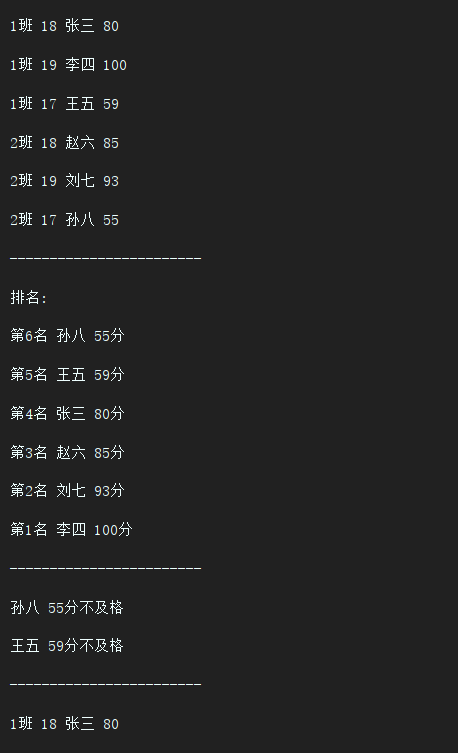 1班 18 张三 80
1班 19 李四 100
1班 17 王五 59
2班 18 赵六 85
2班 19 刘七 93
2班 17 孙八 55
-------------------------
排名:
第6名 孙八 55分
第5名 王五 59分
第4名 张三 80分
第3名 赵六 85分
第2名 刘七 93分
第1名 李四 100分
-------------------------
孙八 55分不及格
王五 59分不及格
-------------------------
1班 18 张三 80